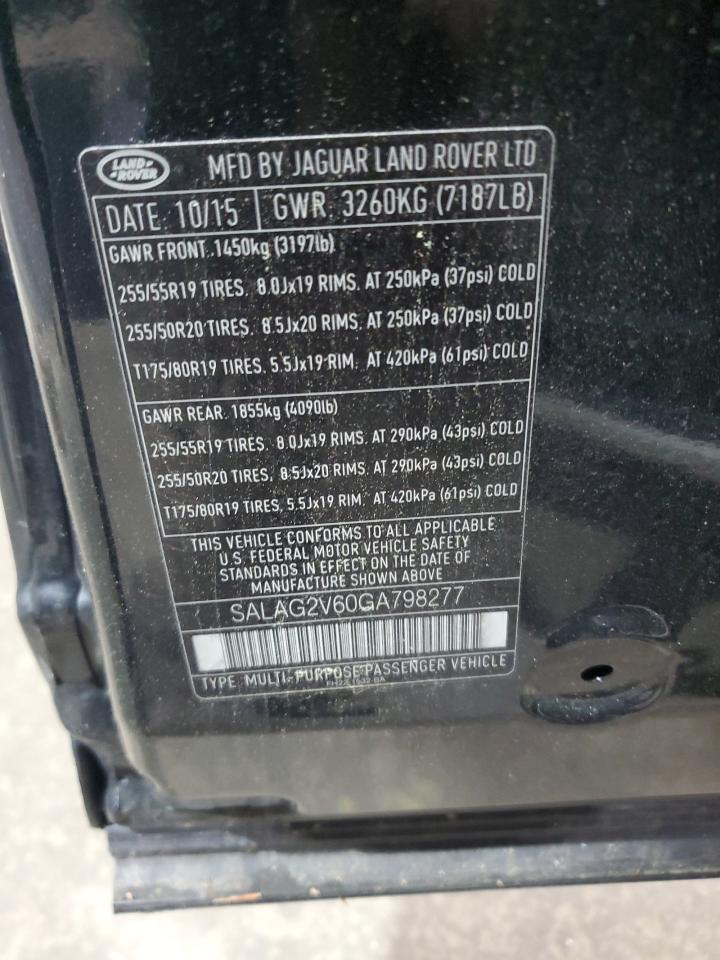 LAND-
-ROVER
MFD BY JAGUAR LAND ROVER LTD
DATE. 10/15 GWR 3260KG (7187LB)
GAWR FRONT. 1450kg (3197lb)
255/55R19 TIRES. 8.0Jx19 RIMS. AT 250kPa (37psi) COLD
255/50R20 TIRES. 8.5Jx20 RIMS. AT 250kPa (37psi) COLD
T175/80R19 TIRES. 5.5Jx19 RIM. AT 420kPa (61psi) COLD
GAWR REAR. 1855kg (4090lb)
255/55R19 TIRES. 8.0Jx19 RIMS. AT 290kPa (43psi) COLD
255/50R20 TIRES. 8.5Jx20 RIMS. AT 290kPa (43psi) COLD
T175/80R19 TIRES. 5.5Jx19 RIM AT 420kPa (61psi) COLD
THIS VEHICLE CONFORMS TO ALL APPLICABLE
U.S. FEDERAL MOTOR VEHICLE SAFETY
STANDARDS IN EFFECT ON THE DATE OF
MANUFACTURE SHOWN ABOVE
SALAG2V60GA798277
TYPE. MULTI-PURPOSE PASSENGER VEHICLE